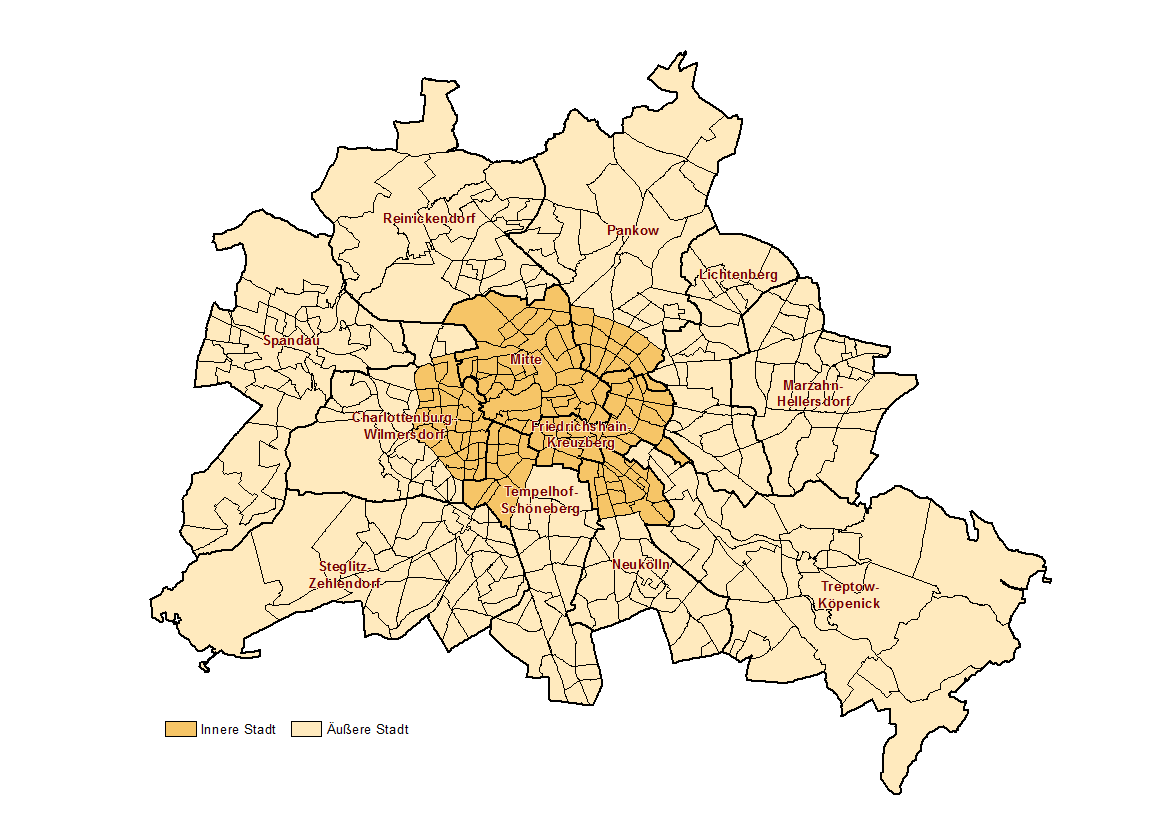 Reinickendorf
Pankow
Lichtenberg
Spandau
Mitte
Marzahn-
Hellersdorf
Charlottenburg-
Wilmersdorf
Friedrichshain-
Kreuzberg
Tempelhof-
Schöneberg
Steglitz-
Zehlendorf
Neukölln
Treptow-
Köpenick
Innere Stadt
Äußere Stadt